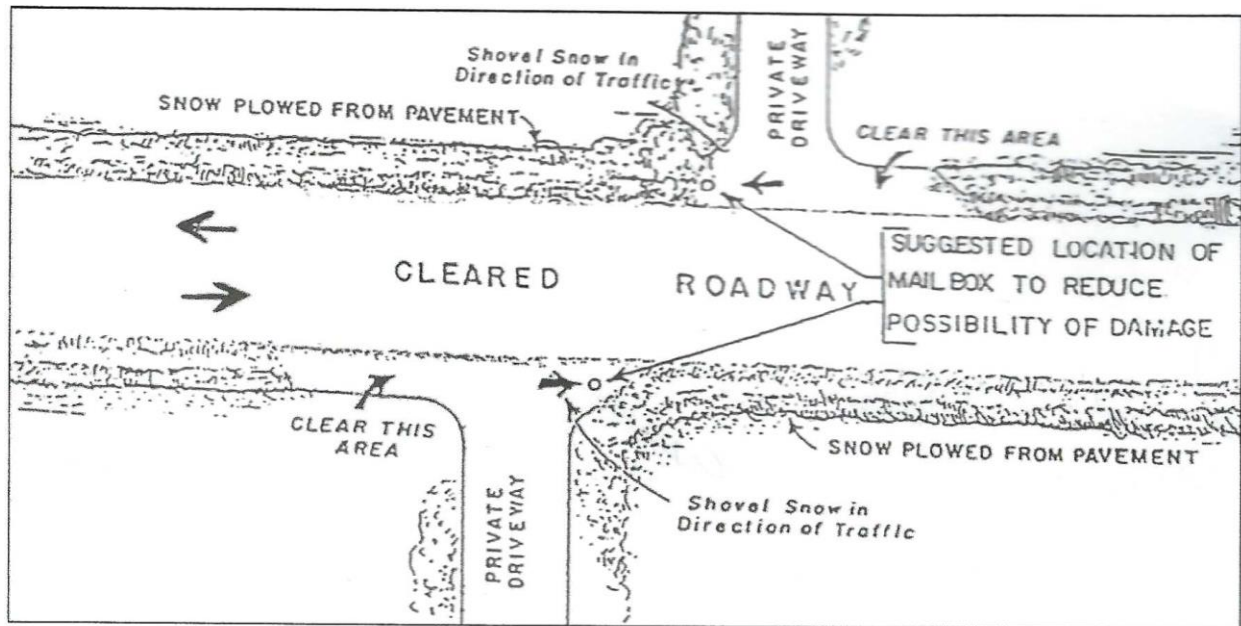 Shovel Snow in
Direction of Traffic
SNOW PLOWED FROM PAVEMENT
PRIVATE
DRIVEWAY
CLEAR THIS AREA
SUGGESTED LOCATION OF
MAILBOX TO REDUCE
POSSIBILITY OF DAMAGE
CLEARED ROADWAY
CLEAR THIS
AREA
PRIVATE
DRIVEWAY
SNOW PLOWED FROM PAVEMENT
Shovel Snow in
Direction of Traffic